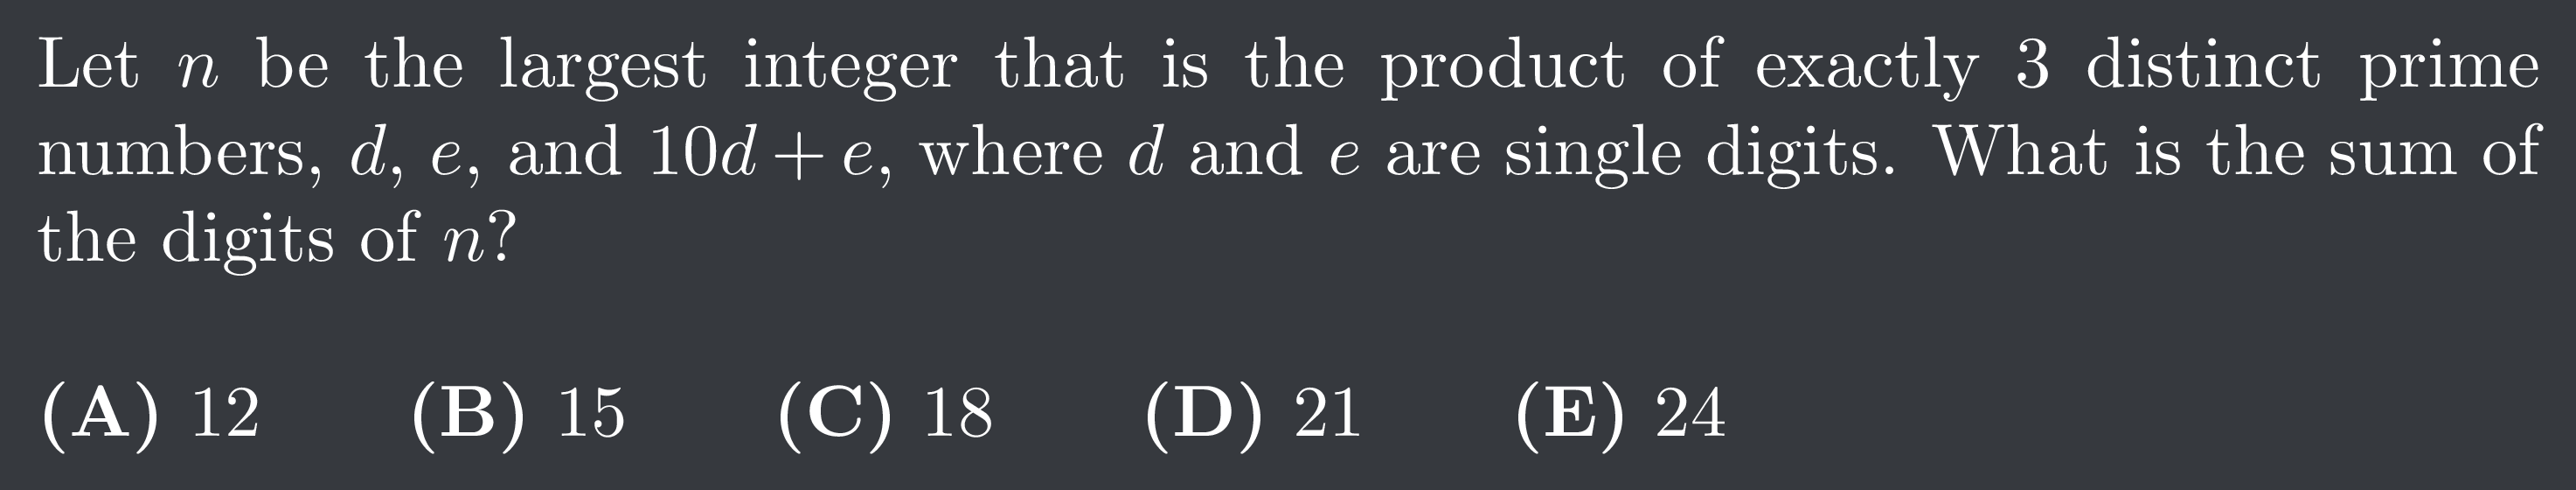 Let n be the largest integer that is the product of exactly 3 distinct prime
numbers, d, e, and 10d + e, where d and e are single digits. What is the sum of
the digits of n?
(A) 12 (B) 15 (C) 18 (D) 21 (E) 24